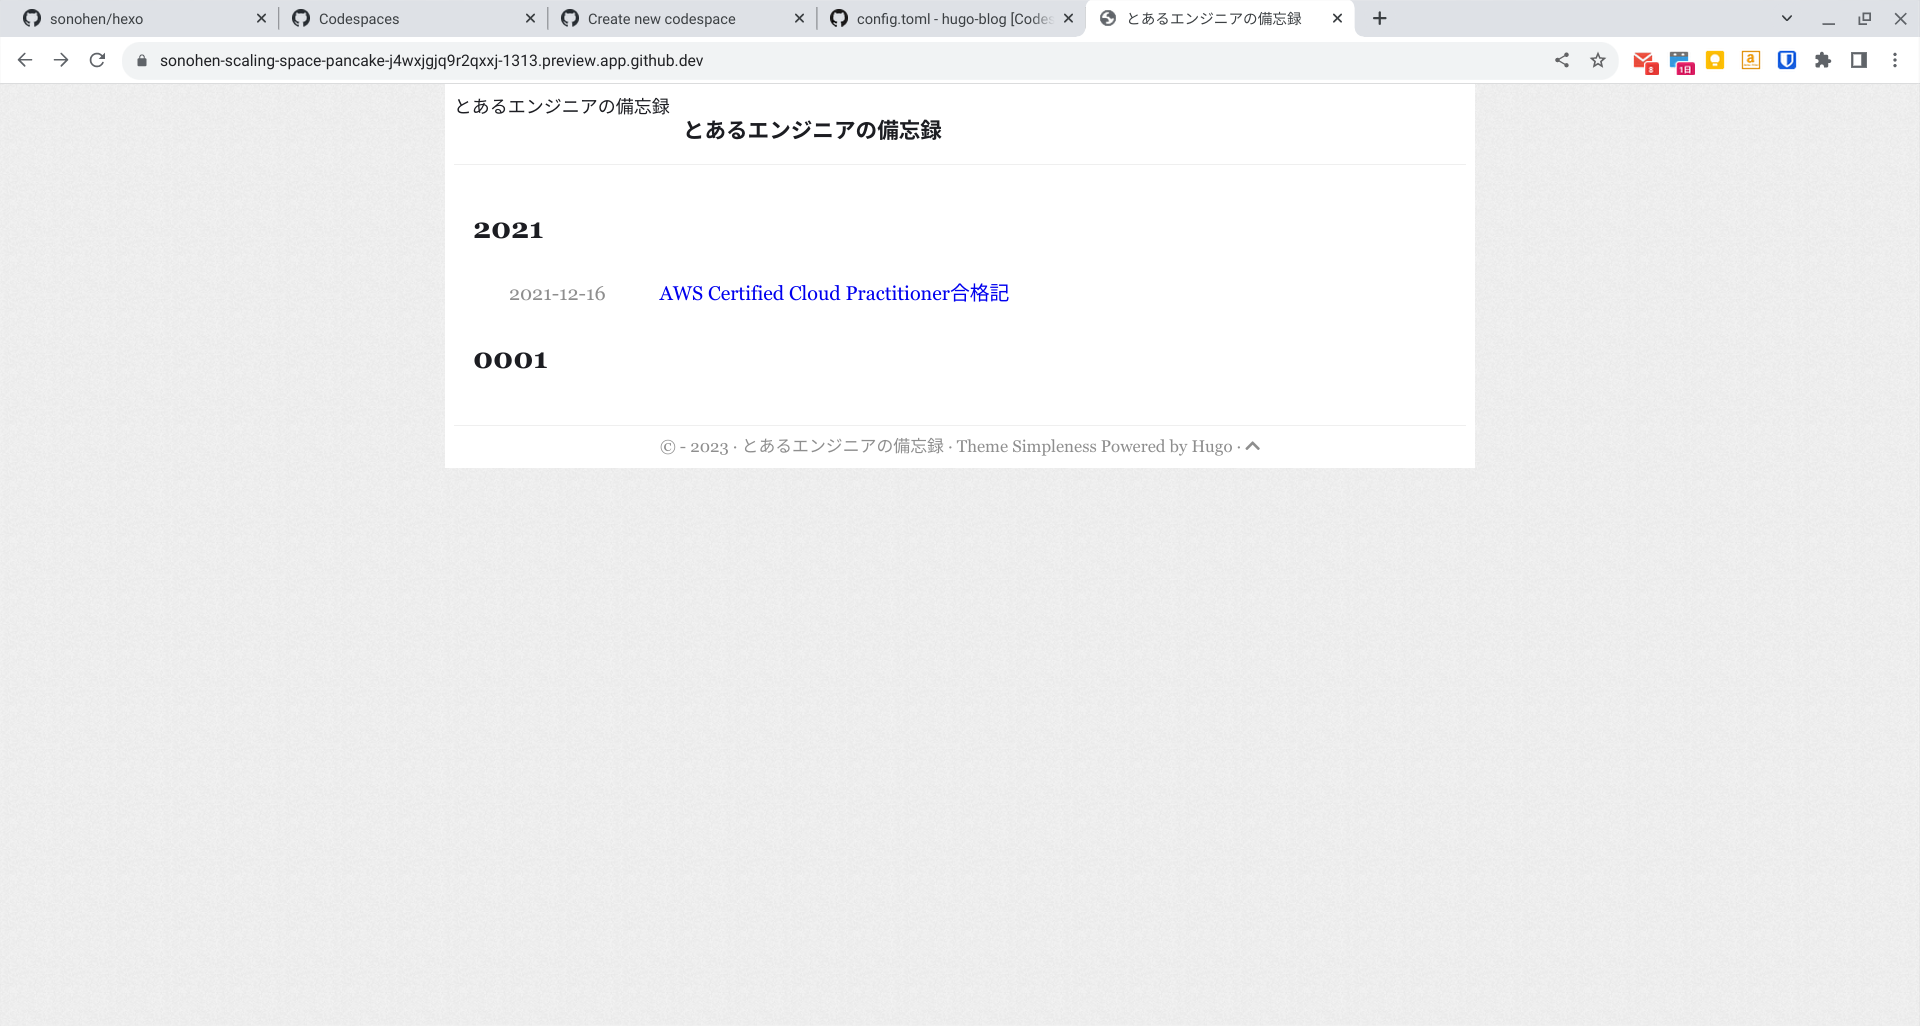 sonohen/hexo
Codespaces
Create new codespace
config.toml - hugo-blog [Codes
とあるエンジニアの備忘録
sonohen-scaling-space-pancake-j4wxjgjq9r2qxxj-1313.preview.app.github.dev
8
1日
a
とあるエンジニアの備忘録
とあるエンジニアの備忘録
2021
2021-12-16 AWS Certified Cloud Practitioner合格記
0001
© - 2023 · とあるエンジニアの備忘録 · Theme Simpleness Powered by Hugo ·